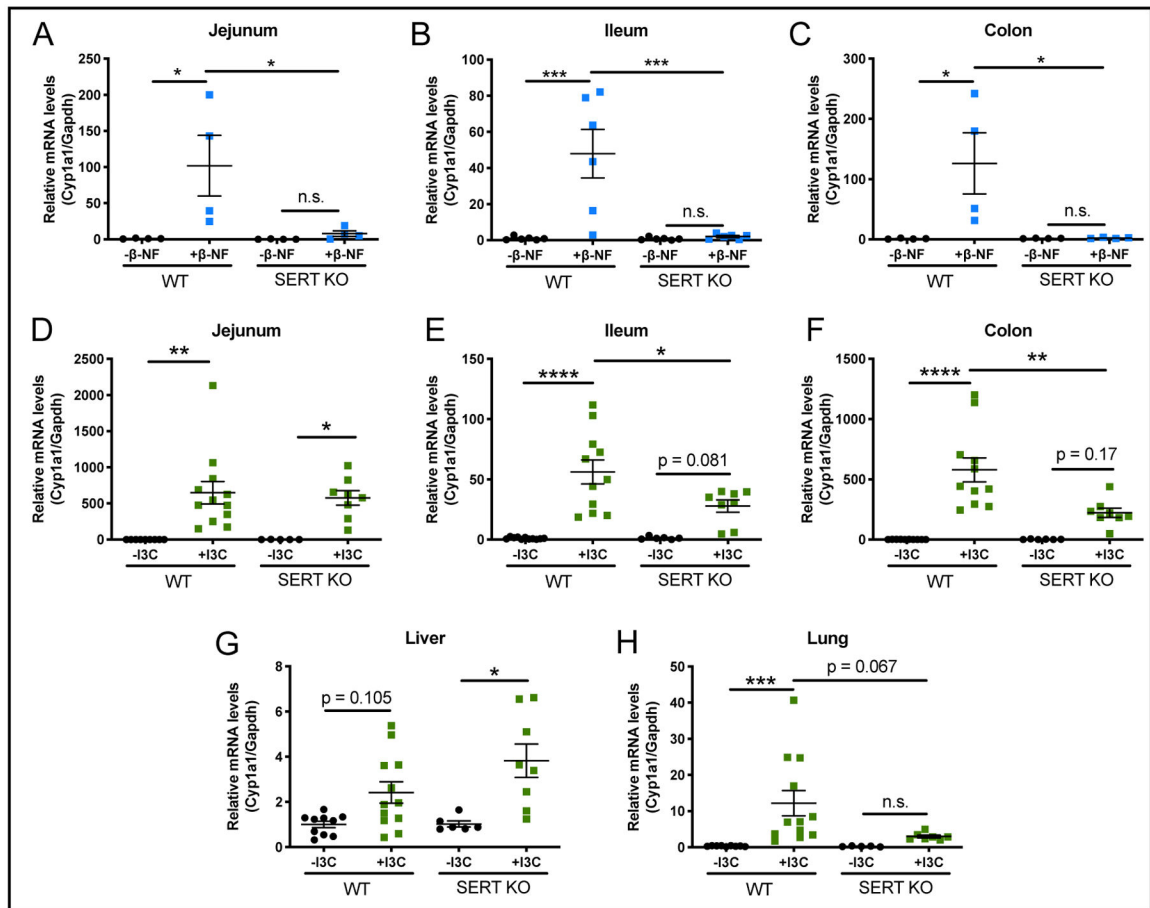 A
Jejunum
Relative mRNA levels
(Cyp1a1/Gapdh)
250
200
150
100
50
0
*
*
n.s.
-β-NF
+β-NF
-β-NF
+β-NF
WT
SERT KO
B
Ileum
Relative mRNA levels
(Cyp1a1/Gapdh)
100
80
60
40
20
0
***
***
n.s.
-β-NF
+β-NF
-β-NF
+β-NF
WT
SERT KO
C
Colon
Relative mRNA levels
(Cyp1a1/Gapdh)
300
200
100
0
*
*
n.s.
-β-NF
+β-NF
-β-NF
+β-NF
WT
SERT KO
D
Jejunum
Relative mRNA levels
(Cyp1a1/Gapdh)
2500
2000
1500
1000
500
0
**
*
-I3C
+I3C
-I3C
+I3C
WT
SERT KO
E
Ileum
Relative mRNA levels
(Cyp1a1/Gapdh)
150
100
50
0
****
*
p = 0.081
-I3C
+I3C
-I3C
+I3C
WT
SERT KO
F
Colon
Relative mRNA levels
(Cyp1a1/Gapdh)
1500
1000
500
0
****
**
p = 0.17
-I3C
+I3C
-I3C
+I3C
WT
SERT KO
G
Liver
Relative mRNA levels
(Cyp1a1/Gapdh)
8
6
4
2
0
p = 0.105
*
-I3C
+I3C
-I3C
+I3C
WT
SERT KO
H
Lung
Relative mRNA levels
(Cyp1a1/Gapdh)
50
40
30
20
10
0
***
p = 0.067
n.s.
-I3C
+I3C
-I3C
+I3C
WT
SERT KO